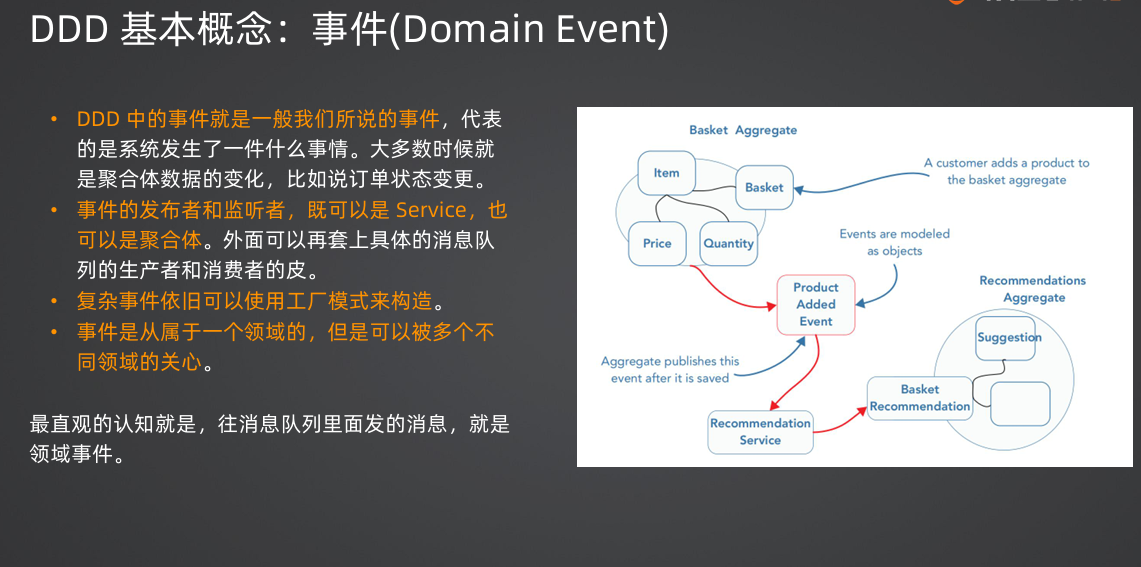 DDD 基本概念：事件(Domain Event)
• DDD 中的事件就是一般我们所说的事件，代表
的是系统发生了一件什么事情。大多数时候就
是聚合体数据的变化，比如说订单状态变更。
• 事件的发布者和监听者，既可以是 Service，也
可以是聚合体。外面可以再套上具体的消息队
列的生产者和消费者的皮。
• 复杂事件依旧可以使用工厂模式来构造。
• 事件是从属于一个领域的，但是可以被多个不
同领域的关心。
最直观的认知就是，往消息队列里面发的消息，就是
领域事件。
Basket Aggregate
Item
Basket
Price
Quantity
A customer adds a product to
the basket aggregate
Events are modeled
as objects
Product
Added
Event
Recommendations
Aggregate
Suggestion
Aggregate publishes this
event after it is saved
Basket
Recommendation
Recommendation
Service